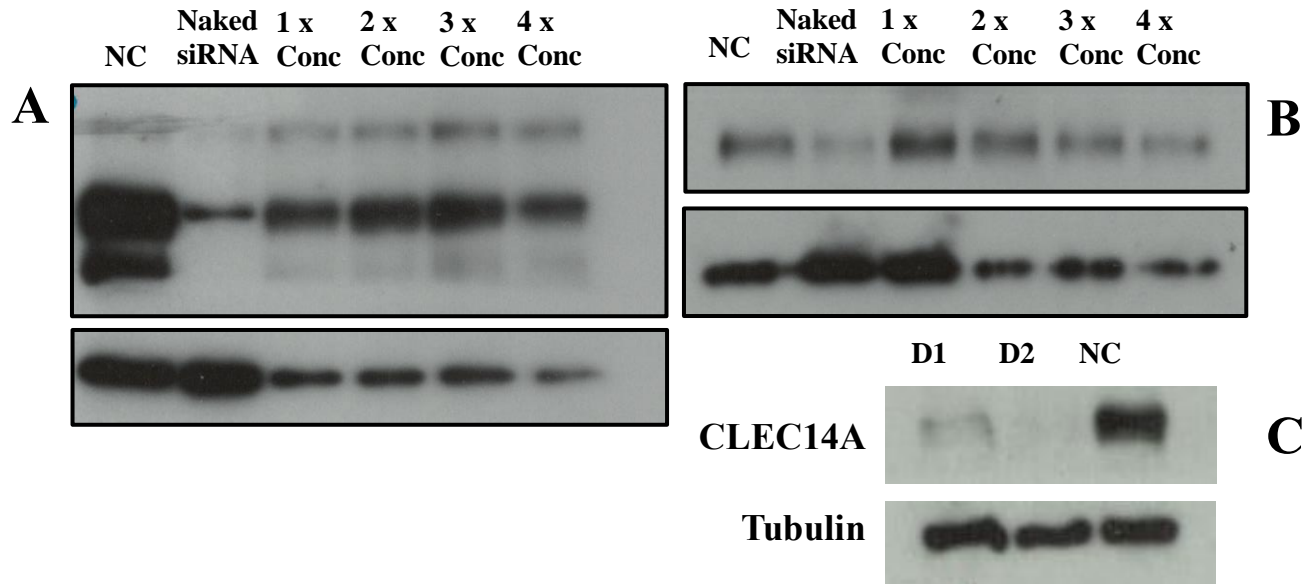 A
NC
Naked
siRNA
1 x
Conc
2 x
Conc
3 x
Conc
4 x
Conc
NC
Naked
siRNA
1 x
Conc
2 x
Conc
3 x
Conc
4 x
Conc
B
D1 D2 NC
CLEC14A
Tubulin
C